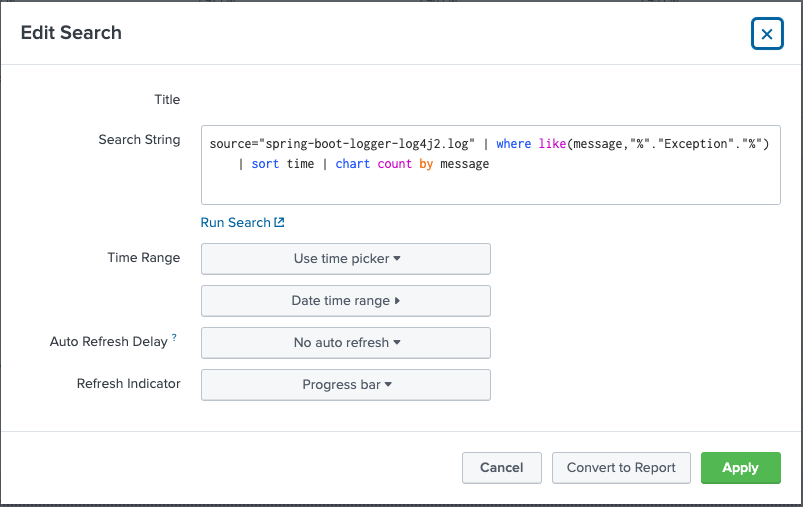 Edit Search
Title
Search String
source="spring-boot-logger-log4j2.log" | where like(message,"%"."Exception"."%")
| sort time | chart count by message
Run Search
Time Range
Use time picker
Date time range
Auto Refresh Delay ?
No auto refresh
Refresh Indicator
Progress bar
Cancel
Convert to Report
Apply